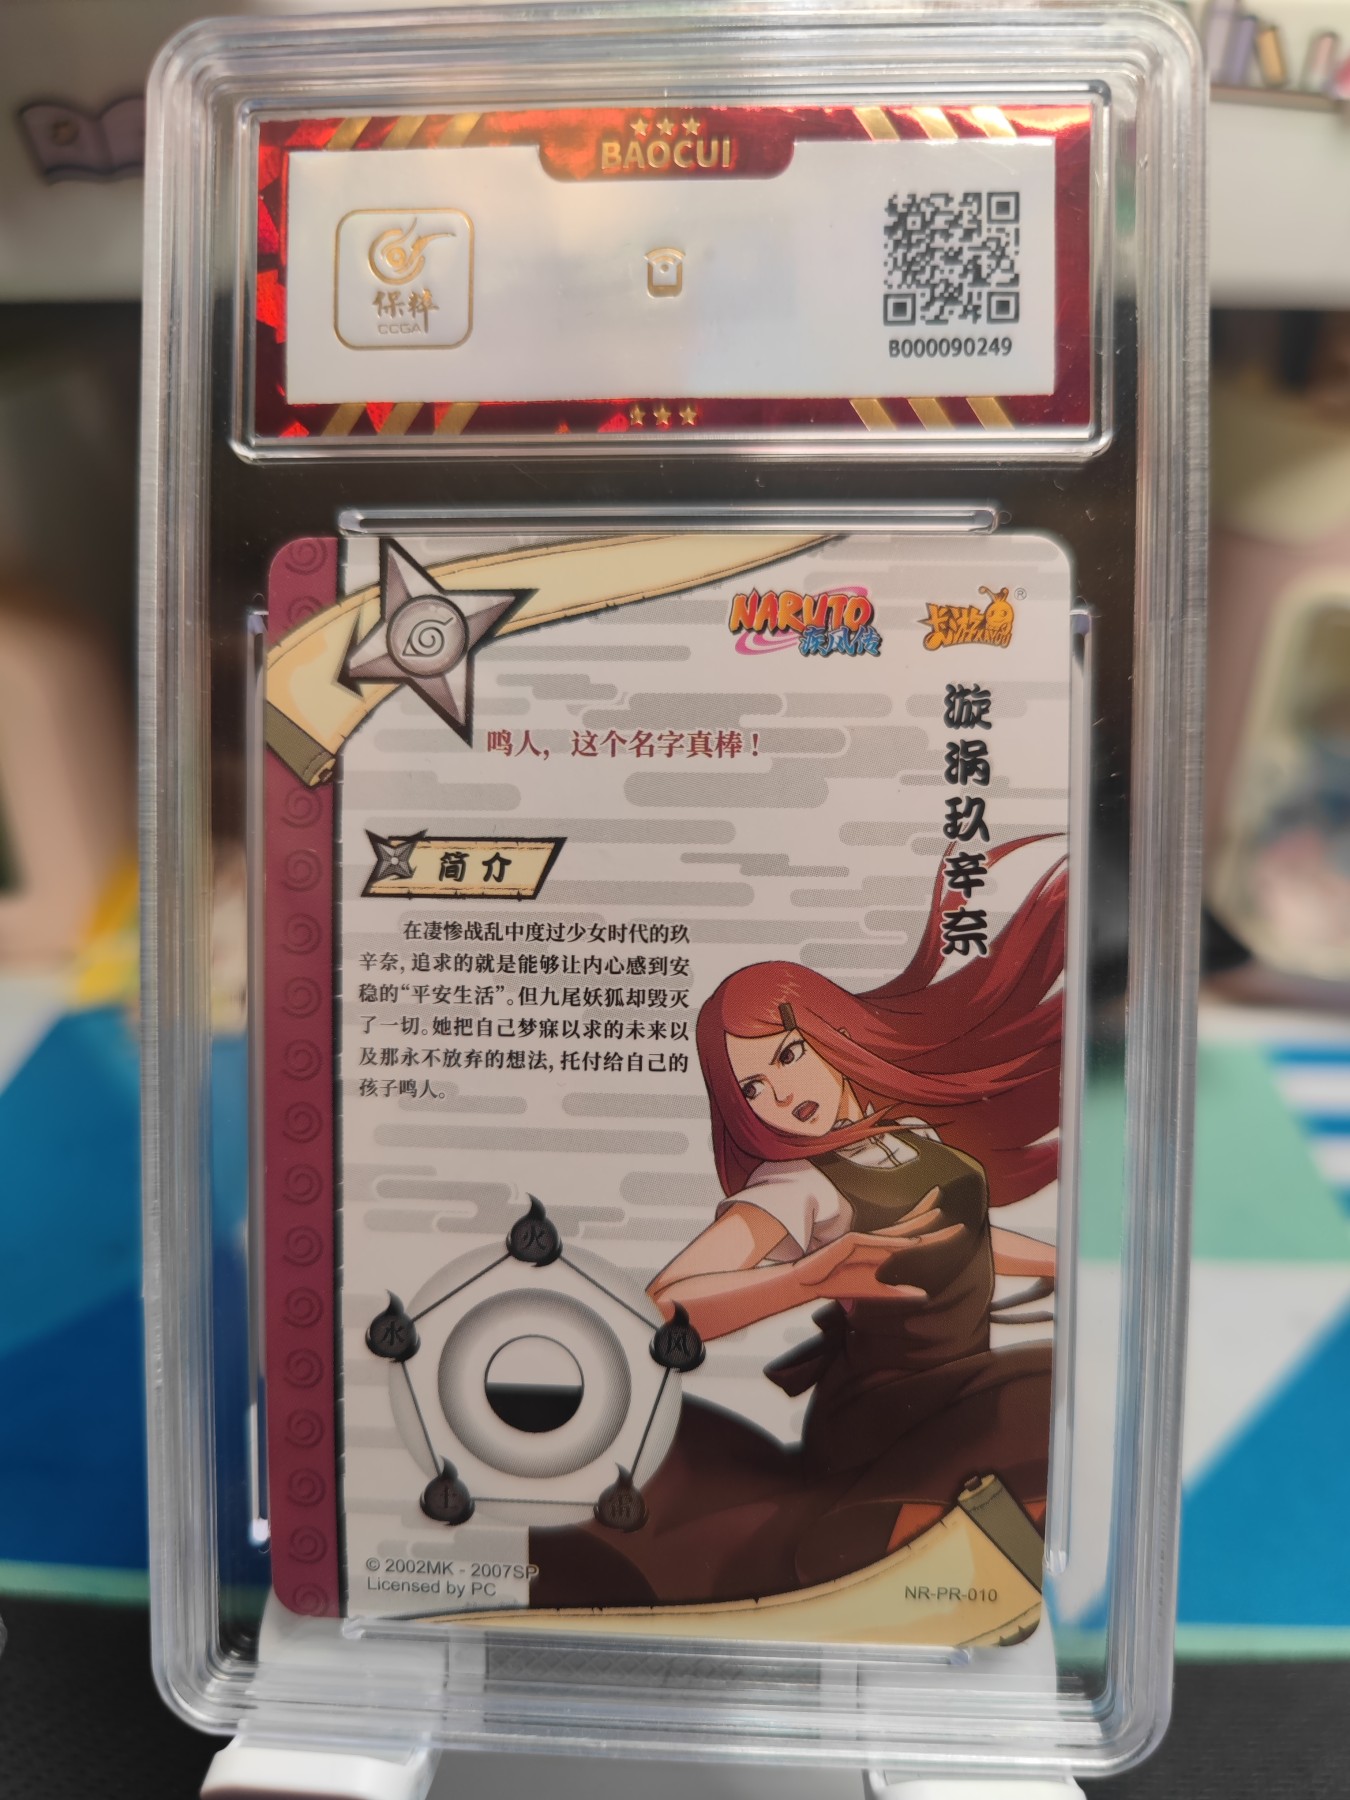 BAOCUI
保粹
CCGA
B000090249
NARUTO
疾风传
卡游
®
漩涡玖辛奈
鸣人，这个名字真棒！
简介
在凄惨战乱中度过少女时代的玖
辛奈，追求的就是能够让内心感到安
稳的“平安生活”。但九尾妖狐却毁灭
了一切。她把自己梦寐以求的未来以
及那永不放弃的想法，托付给自己的
孩子鸣人。
火
水
风
土
雷
© 2002MK - 2007SP
Licensed by PC
NR-PR-010